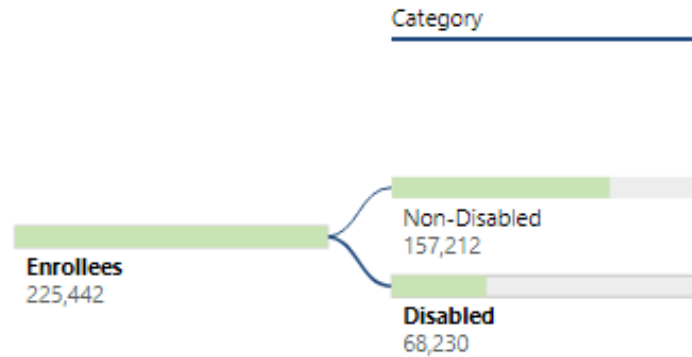 Category
Non-Disabled
157,212
Enrollees
225,442
Disabled
68,230